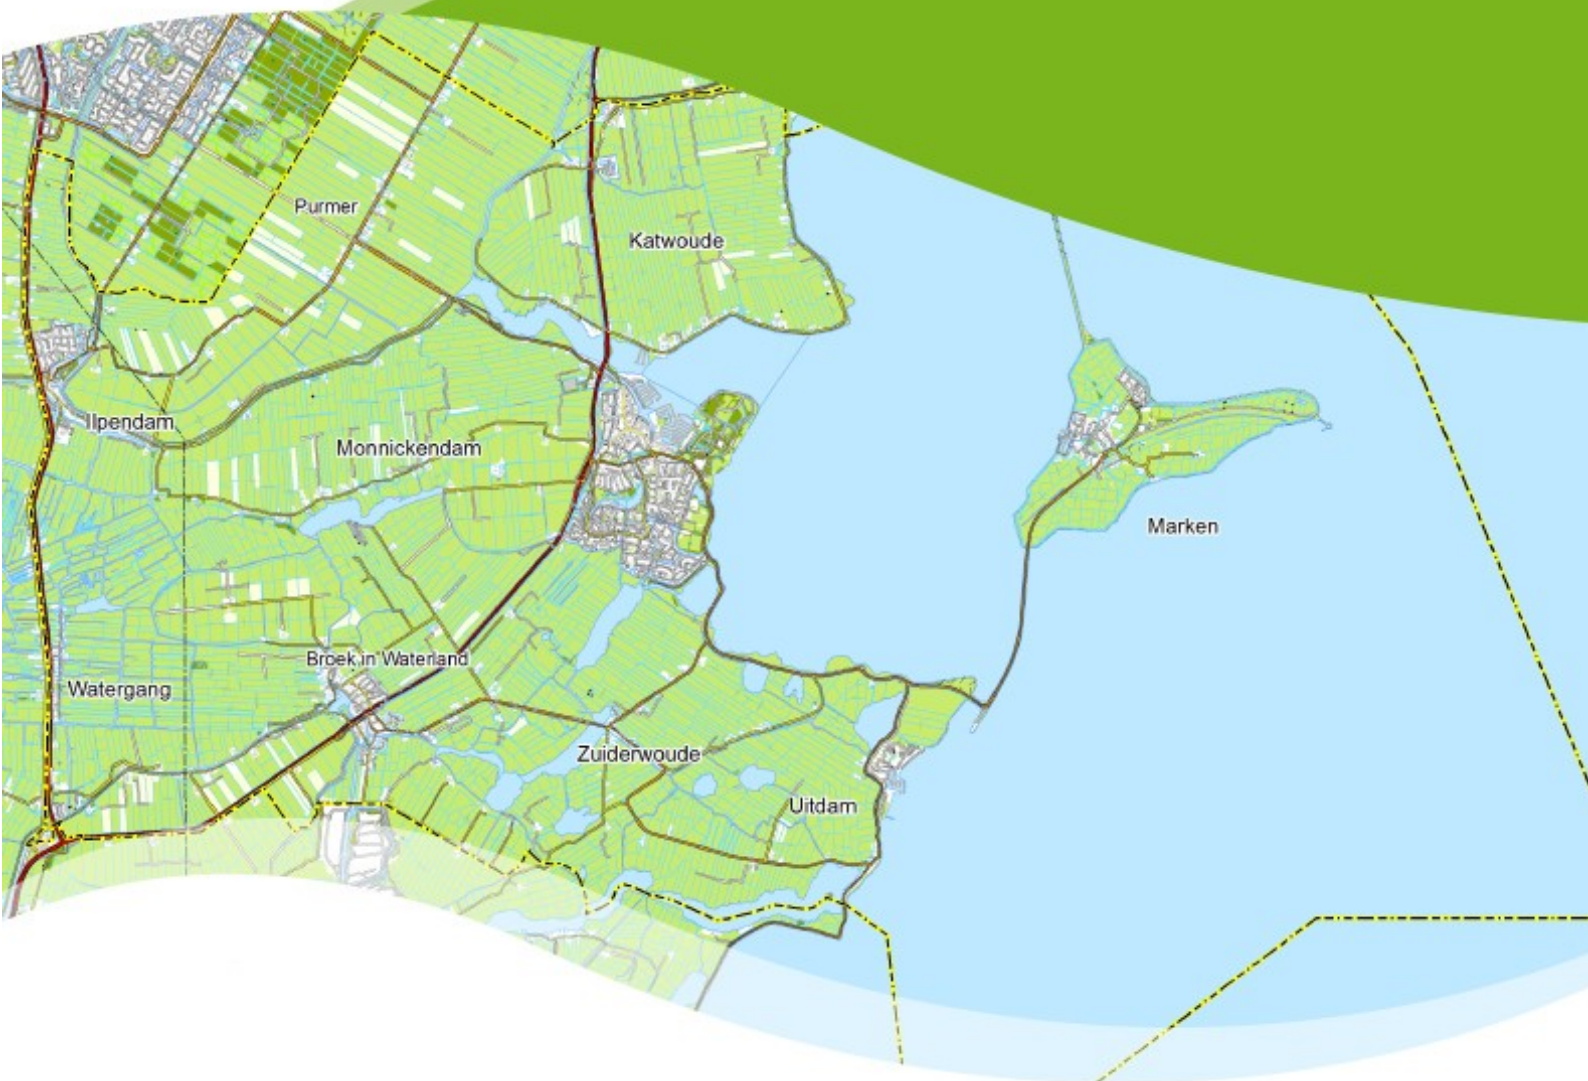 Purmer
Katwoude
Ilpendam
Monnickendam
Marken
Broek in Waterland
Watergang
Zuiderwoude
Uitdam